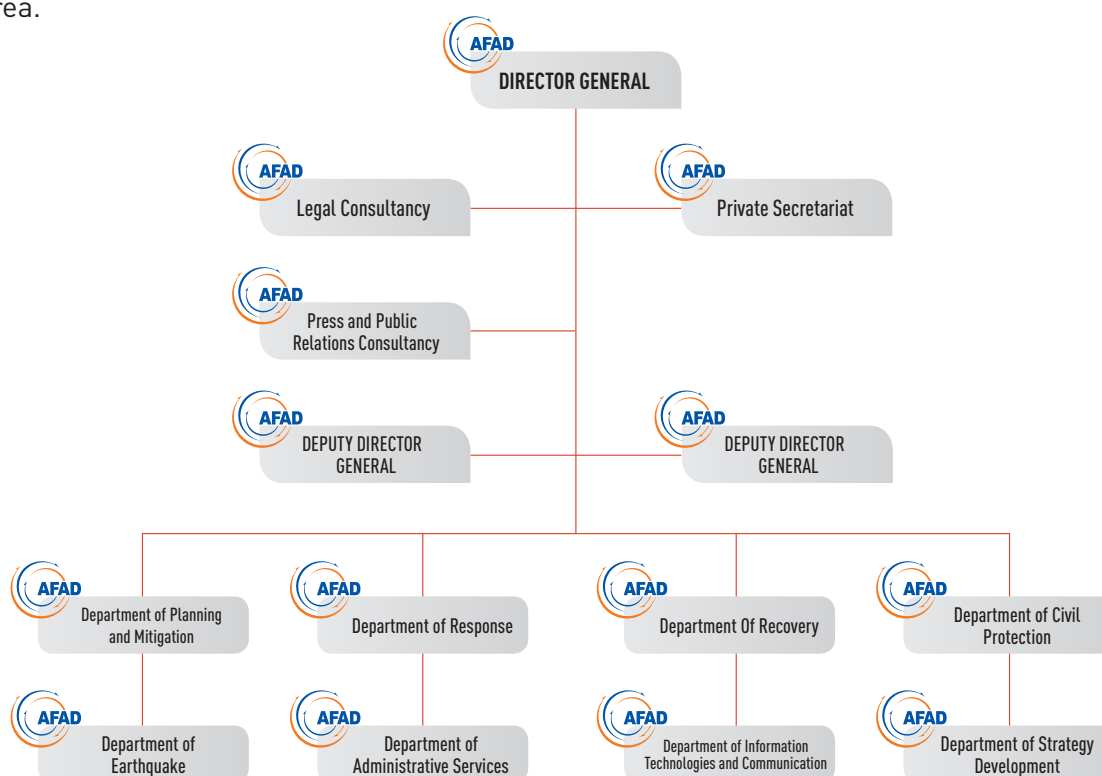 rea.
AFAD
DIRECTOR GENERAL
AFAD
Legal Consultancy
AFAD
Private Secretariat
AFAD
Press and Public
Relations Consultancy
AFAD
DEPUTY DIRECTOR
GENERAL
AFAD
DEPUTY DIRECTOR
GENERAL
AFAD
Department of Planning
and Mitigation
AFAD
Department of Response
AFAD
Department Of Recovery
AFAD
Department of Civil
Protection
AFAD
Department of
Earthquake
AFAD
Department of
Administrative Services
AFAD
Department of Information
Technologies and Communication
AFAD
Department of Strategy
Development